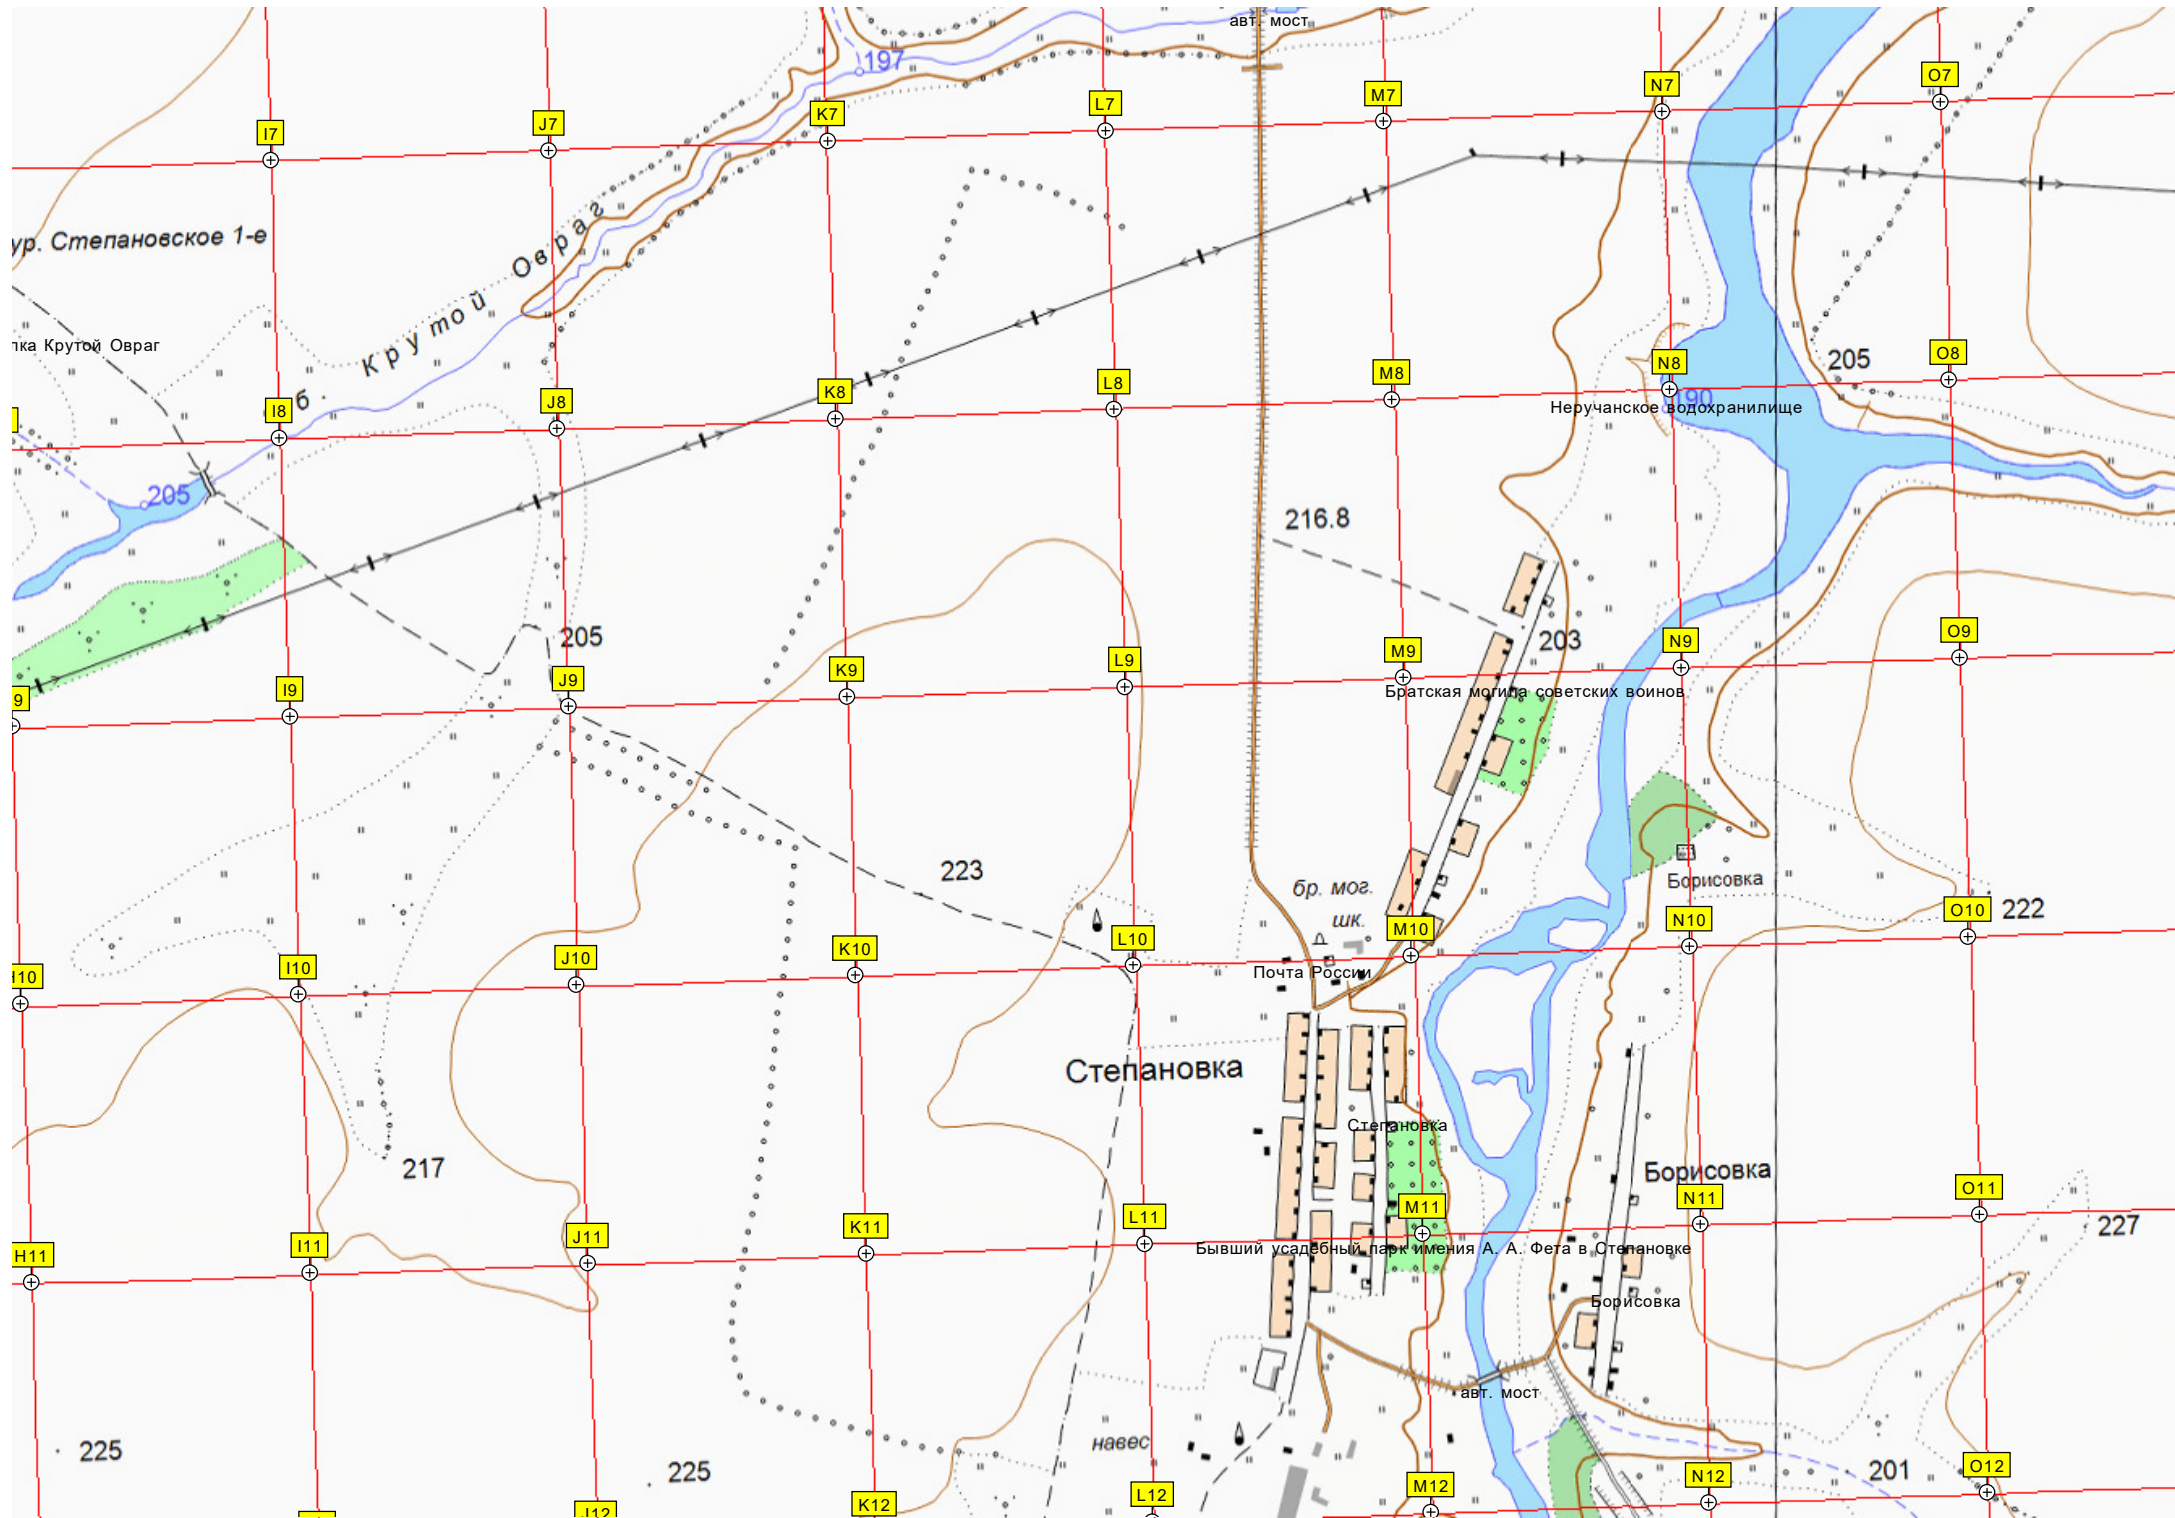 авт. мост
197
I7
J7
K7
L7
M7
N7
O7
ур. Степановское 1-е
б. Крутой Овраг
лка Крутой Овраг
I8
J8
K8
L8
M8
N8
O8
205
190
Неручанское водохранилище
205
216.8
205
203
9
I9
J9
K9
L9
M9
N9
O9
Братская могила советских воинов
223
бр. мог.
шк.
Борисовка
H10
I10
J10
K10
L10
M10
N10
O10
222
Почта России
Степановка
Степановка
217
Борисовка
H11
I11
J11
K11
L11
M11
N11
O11
227
Бывший усадебный парк имения А. А. Фета в Степановке
Борисовка
авт. мост
225
225
навес
201
J12
K12
L12
M12
N12
O12